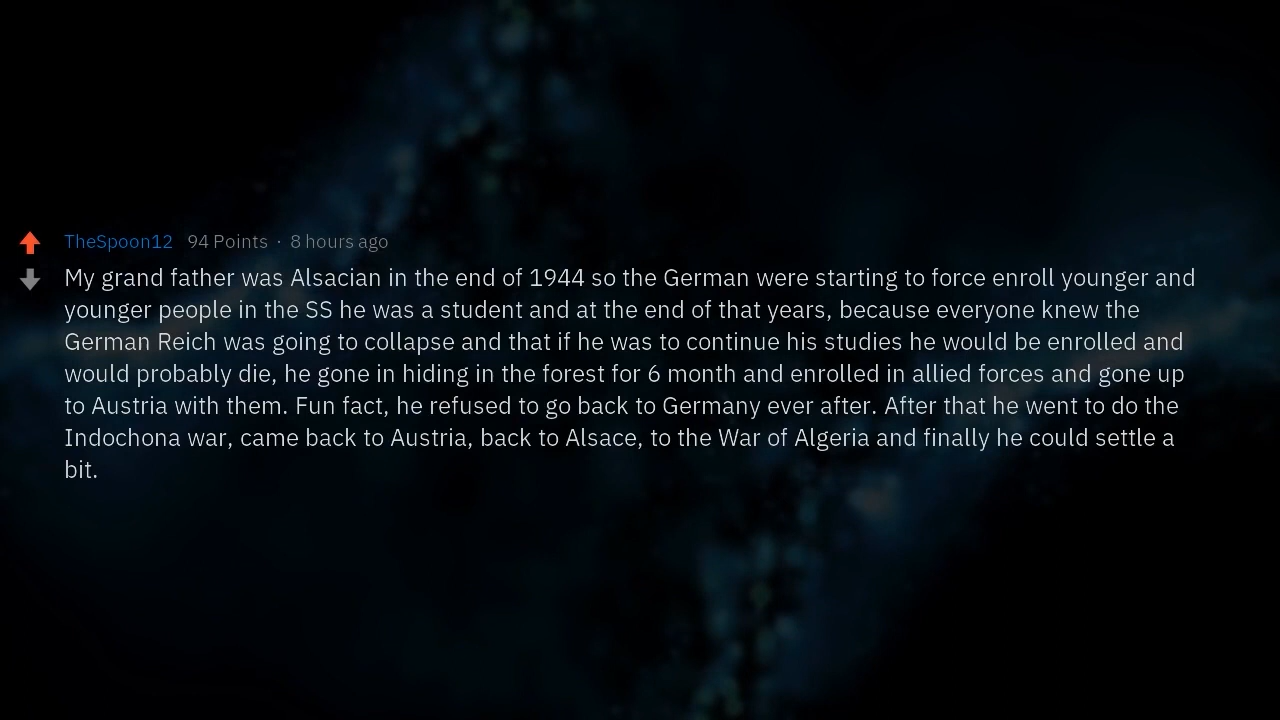 TheSpoon12 94 Points · 8 hours ago
My grand father was Alsacian in the end of 1944 so the German were starting to force enroll younger and
younger people in the SS he was a student and at the end of that years, because everyone knew the
German Reich was going to collapse and that if he was to continue his studies he would be enrolled and
would probably die, he gone in hiding in the forest for 6 month and enrolled in allied forces and gone up
to Austria with them. Fun fact, he refused to go back to Germany ever after. After that he went to do the
Indochona war, came back to Austria, back to Alsace, to the War of Algeria and finally he could settle a
bit.